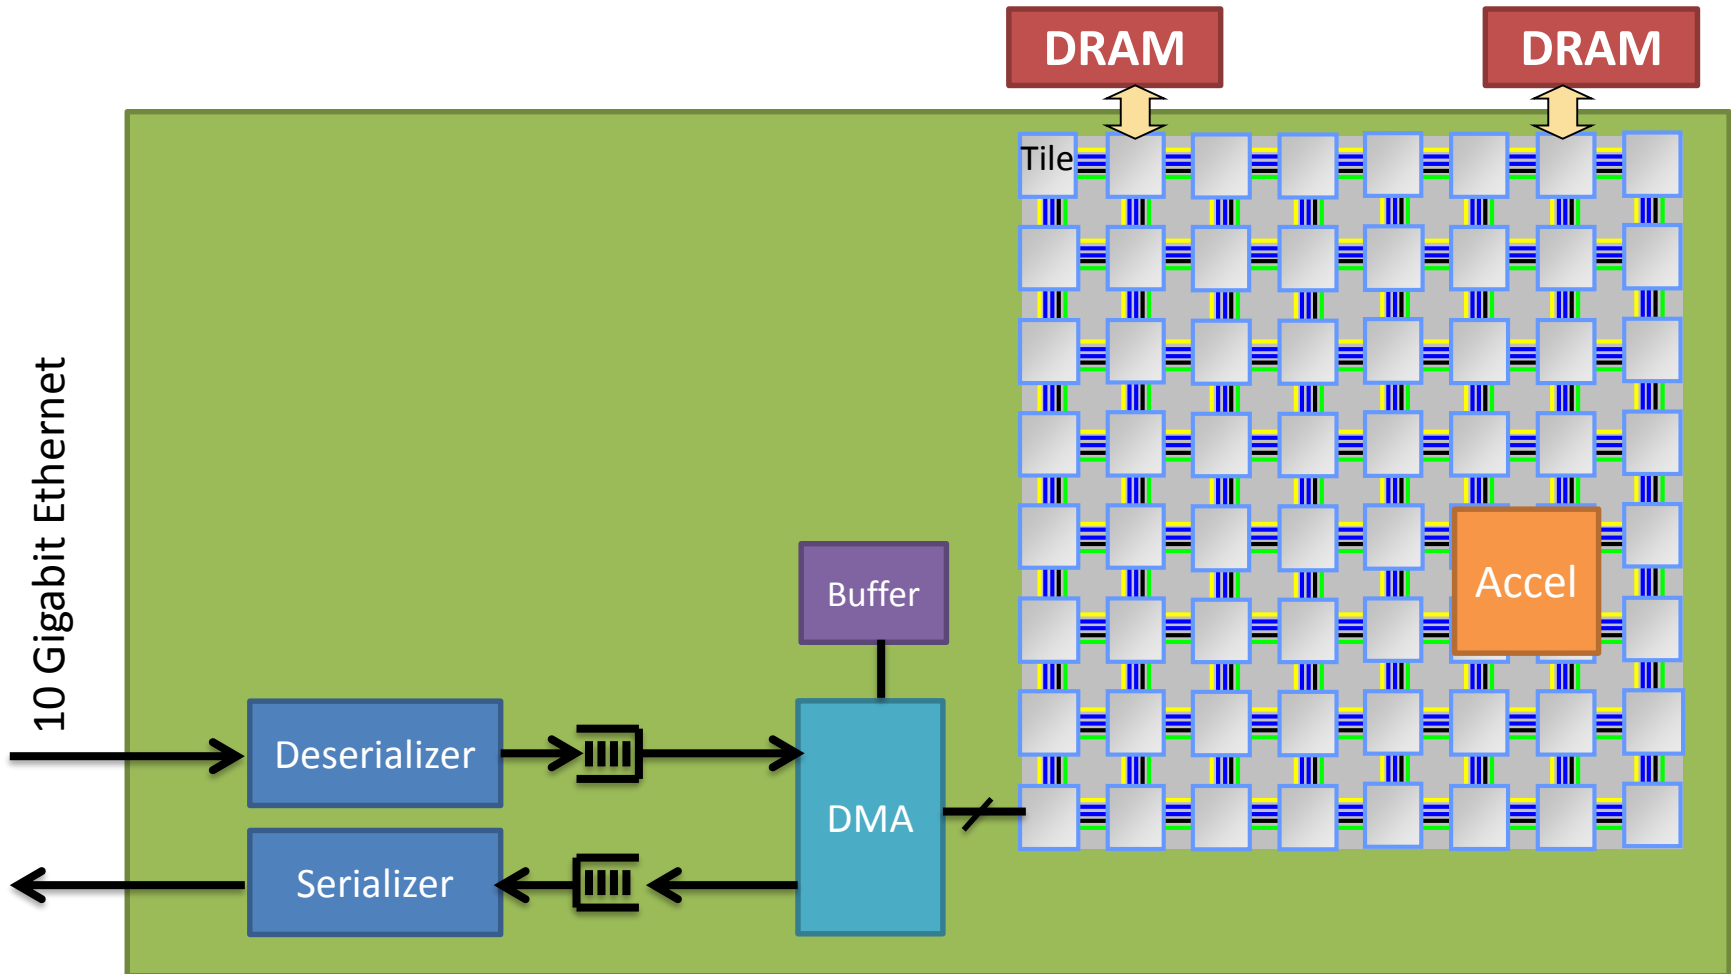 DRAM
DRAM
Tile
10 Gigabit Ethernet
Buffer
Accel
Deserializer
DMA
Serializer